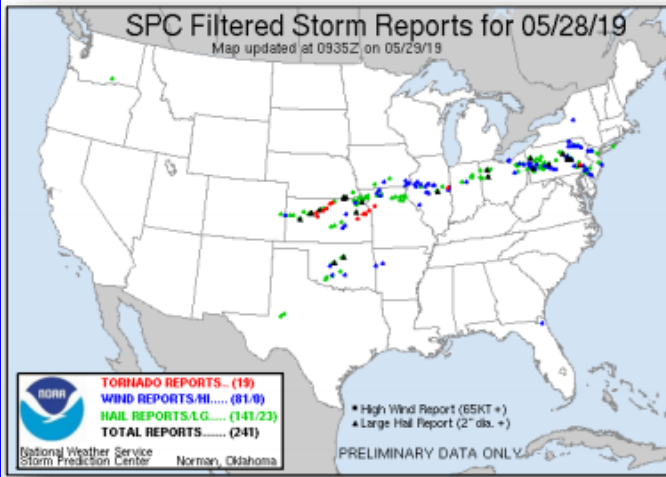 SPC Filtered Storm Reports for 05/28/19
Map updated at 0935Z on 05/29/19
NOAA
TORNADO REPORTS.. (19)
WIND REPORTS/HI..... (81/0)
HAIL REPORTS/LG..... (141/23)
TOTAL REPORTS....... (241)
National Weather Service
Storm Prediction Center Norman, Oklahoma
High Wind Report (65KT +)
Large Hail Report (2" dia. +)
PRELIMINARY DATA ONLY